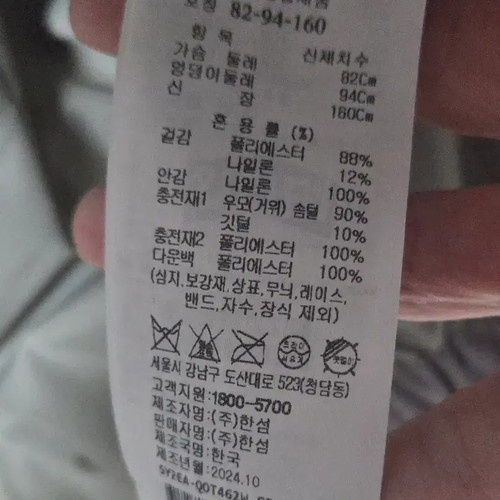 호칭 82-94-160
항 목 신체치수
가슴 둘레 82Cm
엉덩이둘레 94Cm
신 장 160Cm
혼 용 률 (%)
겉감 폴리에스터 88%
나일론 12%
안감 나일론 100%
충전재1 우모(거위) 솜털 90%
깃털 10%
충전재2 폴리에스터 100%
다운백 폴리에스터 100%
(심지,보강재,상표,무늬,레이스,
밴드,자수,장식 제외)
서울시 강남구 도산대로 523(청담동)
고객지원:1800-5700
제조자명:(주)한섬
판매자명:(주)한섬
제조국명:한국
제조년월:2024.10